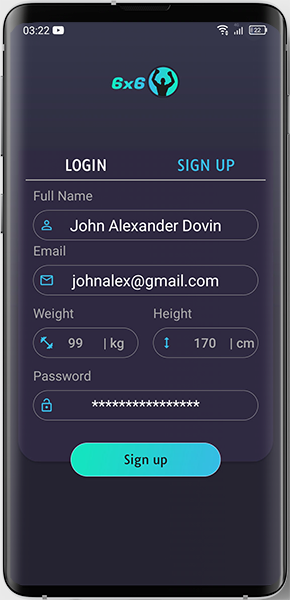 03:22 22
6x6
LOGIN SIGN UP
Full Name
John Alexander Dovin
Email
johnalex@gmail.com
Weight Height
99 | kg 170 | cm
Password
****************
Sign up